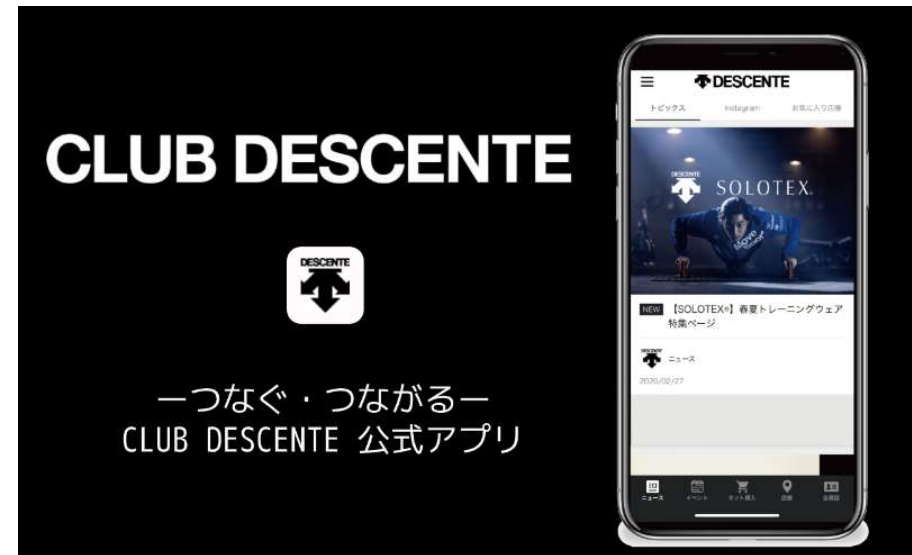 CLUB DESCENTE
DESCENTE
ーつなぐ・つながるー
CLUB DESCENTE 公式アプリ
DESCENTE
トピックス Instagram お気に入り店舗
DESCENTE
SOLOTEX
Move
NEW 【SOLOTEX®】春夏トレーニングウェア
特集ページ
DESCENTE
ニュース
2020/02/27
ニュース イベント ネット購入 店舗 会員証